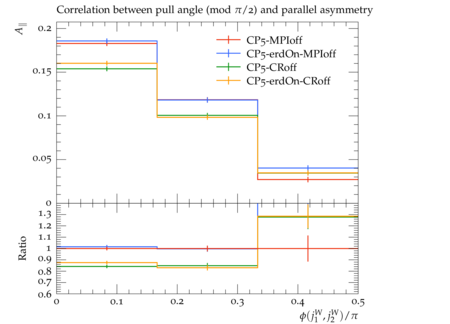 Correlation between pull angle (mod π/2) and parallel asymmetry
A∥
CP5-MPIoff
CP5-erdOn-MPIoff
CP5-CRoff
CP5-erdOn-CRoff
0.2
0.15
0.1
0.05
0
Ratio
1.3
1.2
1.1
1
0.9
0.8
0.7
0.6
0 0.1 0.2 0.3 0.4 0.5
ϕ(j₁ᵂ, j₂ᵂ)/π